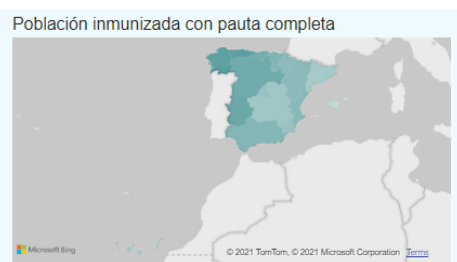 Población inmunizada con pauta completa
Microsoft Bing
© 2021 TomTom, © 2021 Microsoft Corporation Terms